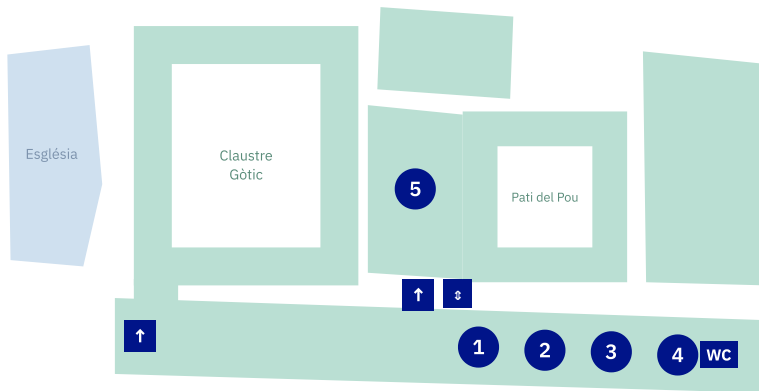 Església
Claustre
Gòtic
5
Pati del Pou
↑
⇕
↑
1
2
3
4
WC